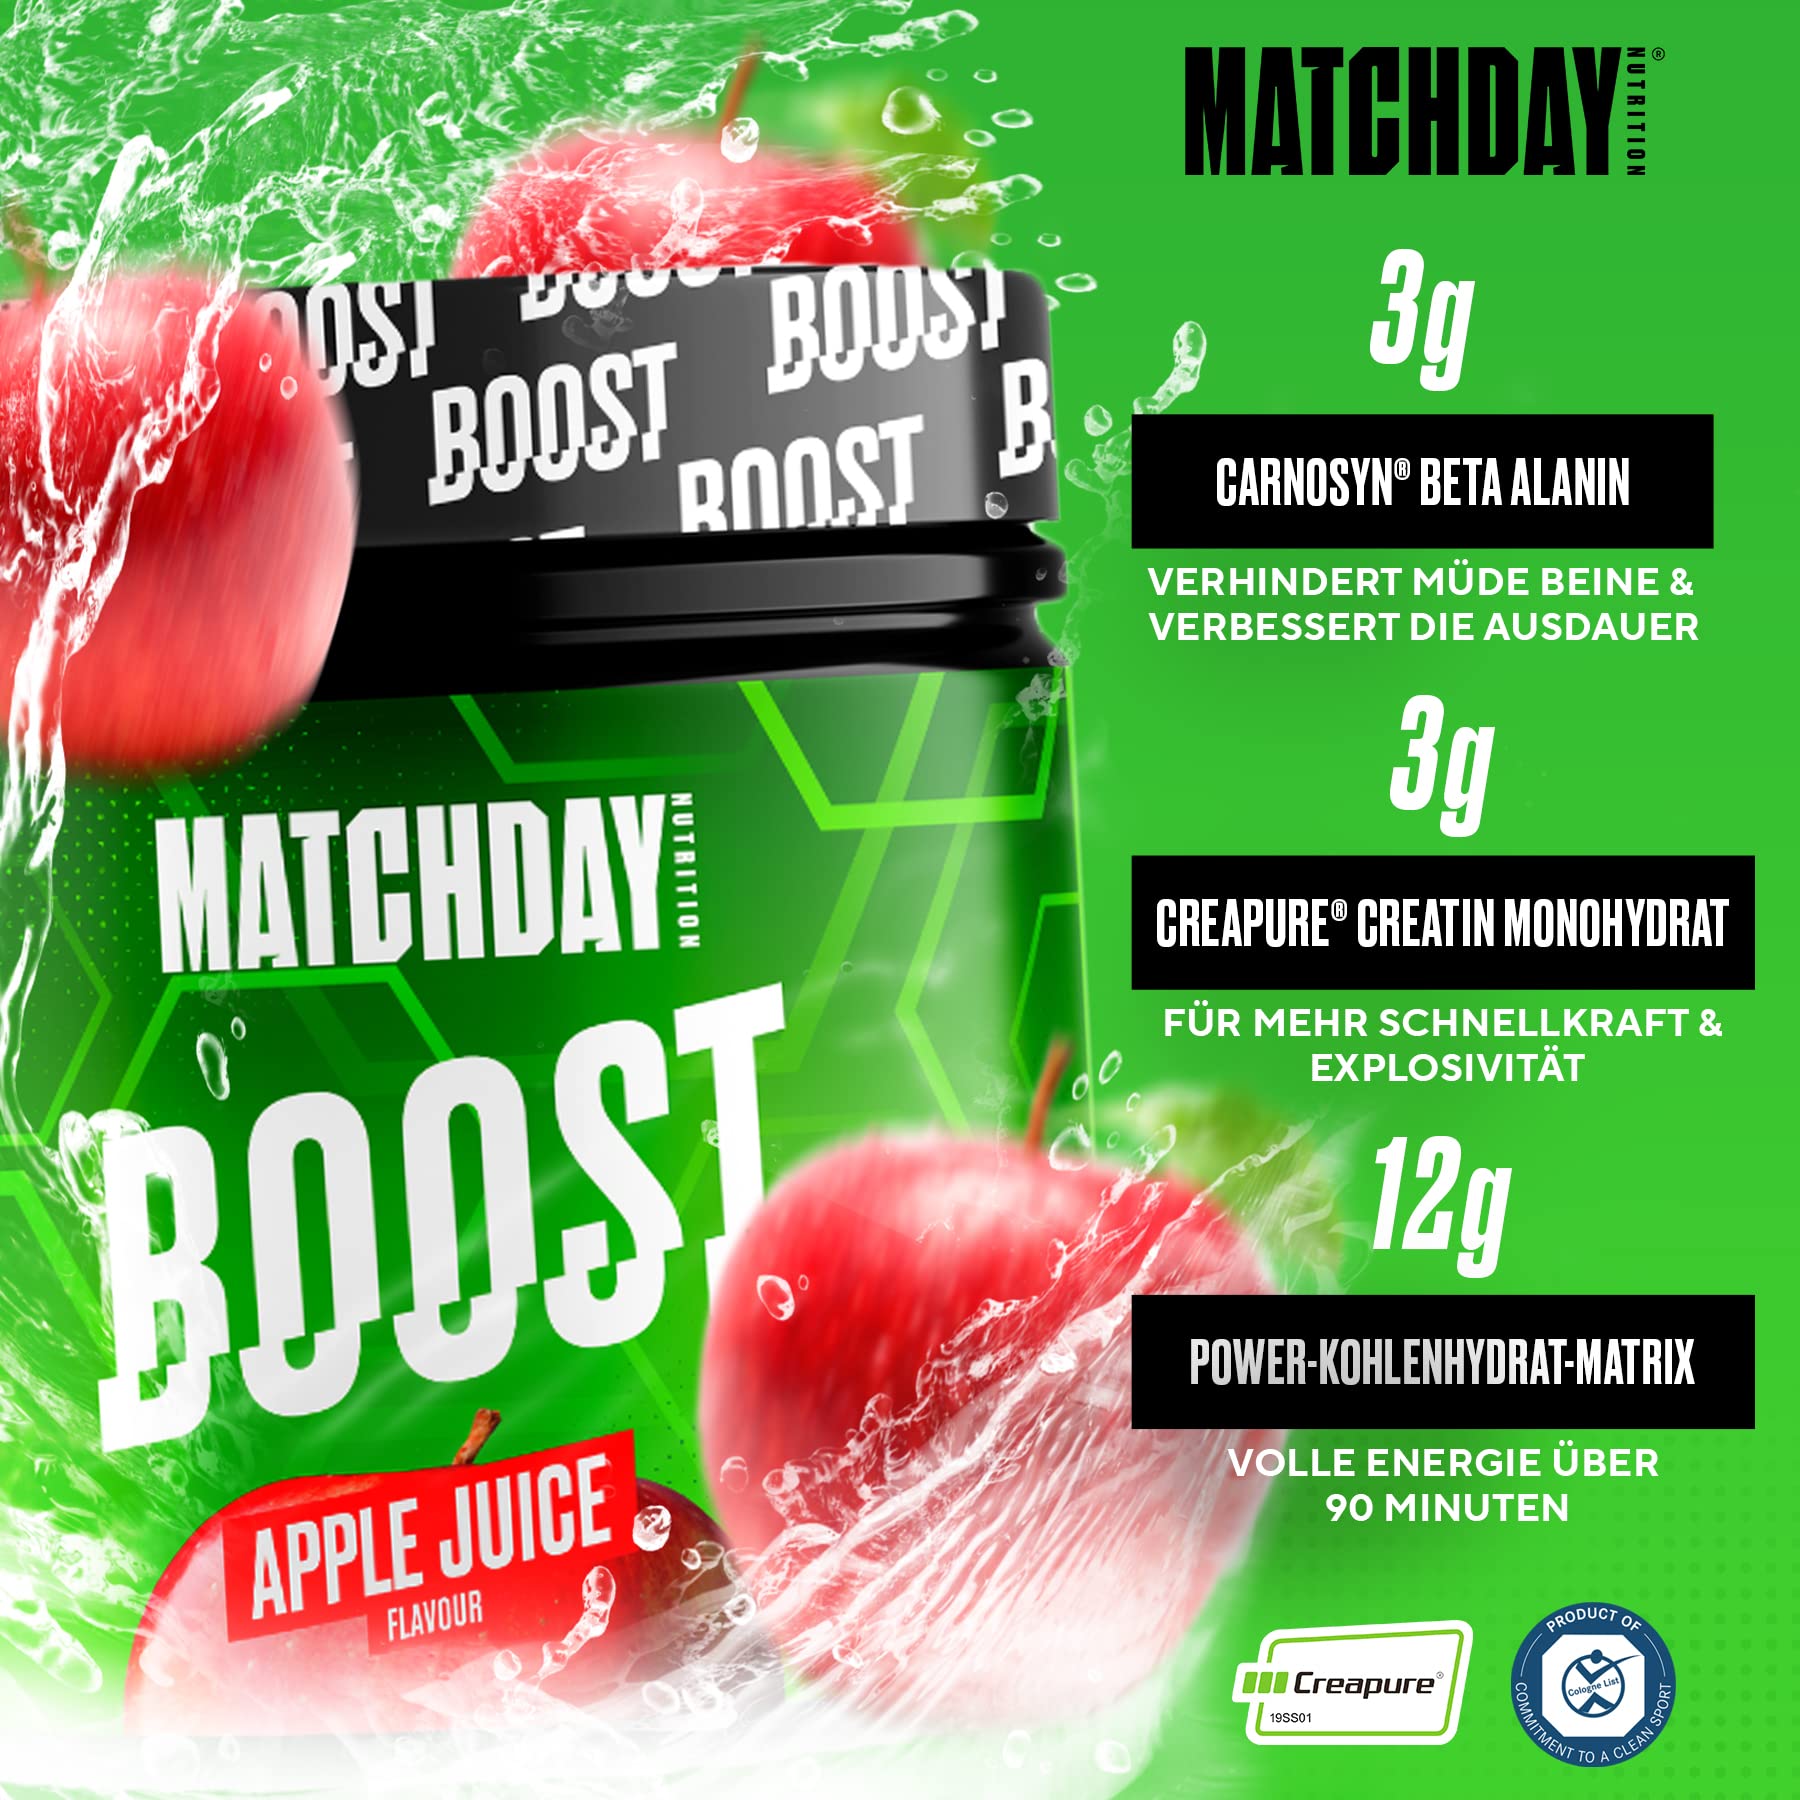 MATCHDAY
NUTRITION®
3g
CARNOSYN® BETA ALANIN
VERHINDERT MÜDE BEINE &
VERBESSERT DIE AUSDAUER
3g
CREAPURE® CREATIN MONOHYDRAT
FÜR MEHR SCHNELLKRAFT &
EXPLOSIVITÄT
12g
POWER-KOHLENHYDRAT-MATRIX
VOLLE ENERGIE ÜBER
90 MINUTEN
Creapure®
19SS01
PRODUCT OF
Cologne List
COMMITMENT TO A CLEAN SPORT
BOOST
BOOST
BOOST
BOOST
BOOST
MATCHDAY
NUTRITION
BOOST
APPLE JUICE
FLAVOUR